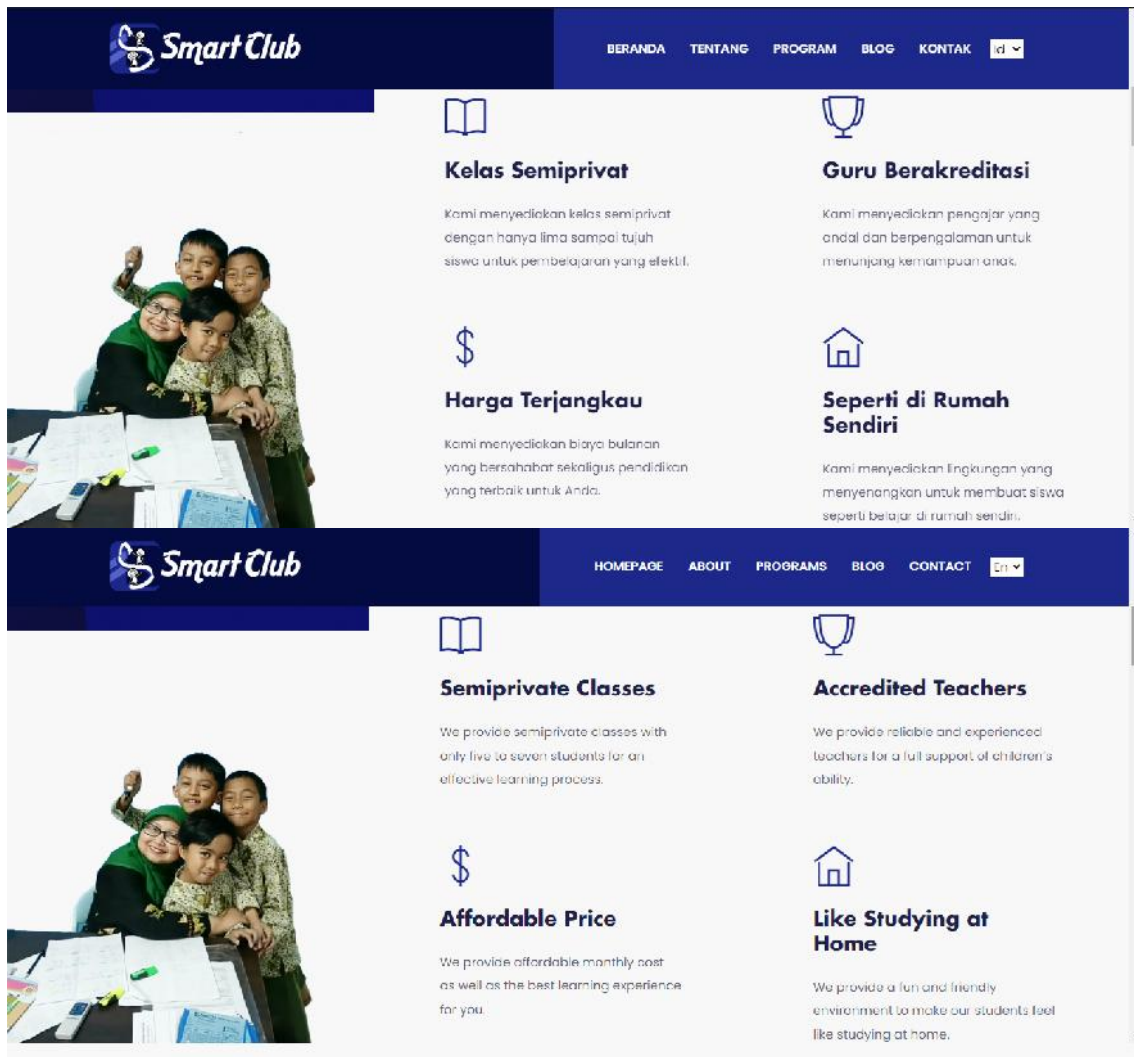 Smart Club
BERANDA TENTANG PROGRAM BLOG KONTAK Id
Kelas Semiprivat
Kami menyediakan kelas semiprivat
dengan hanya lima sampai tujuh
siswa untuk pembelajaran yang efektif.
Guru Berakreditasi
Kami menyediakan pengajar yang
andal dan berpengalaman untuk
menunjang kemampuan anak.
Harga Terjangkau
Kami menyediakan biaya bulanan
yang bersahabat sekaligus pendidikan
yang terbaik untuk Anda.
Seperti di Rumah
Sendiri
Kami menyediakan lingkungan yang
menyenangkan untuk membuat siswa
seperti belajar di rumah sendiri.
Smart Club
HOMEPAGE ABOUT PROGRAMS BLOG CONTACT En
Semiprivate Classes
We provide semiprivate classes with
only five to seven students for an
effective learning process.
Accredited Teachers
We provide reliable and experienced
teachers for a full support of children's
ability.
Affordable Price
We provide affordable monthly cost
as well as the best learning experience
for you.
Like Studying at
Home
We provide a fun and friendly
environment to make our students feel
like studying at home.